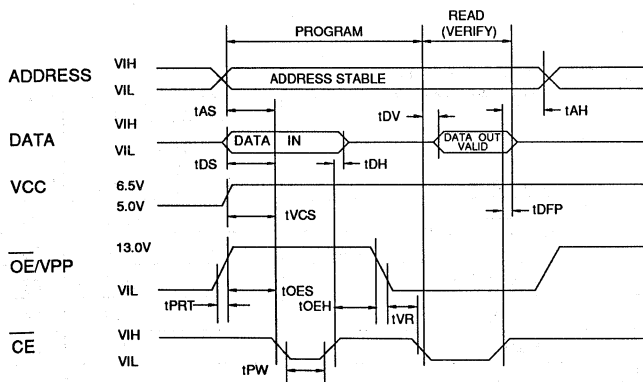 READ
PROGRAM (VERIFY)
ADDRESS VIH VIL ADDRESS STABLE
tAS tDV tAH
DATA VIH VIL DATA IN DATA OUT VALID
tDS tDH
VCC 6.5V 5.0V
tVCS tDFP
OE/VPP 13.0V VIL
tPRT tOES tOEH tVR
CE VIH VIL
tPW